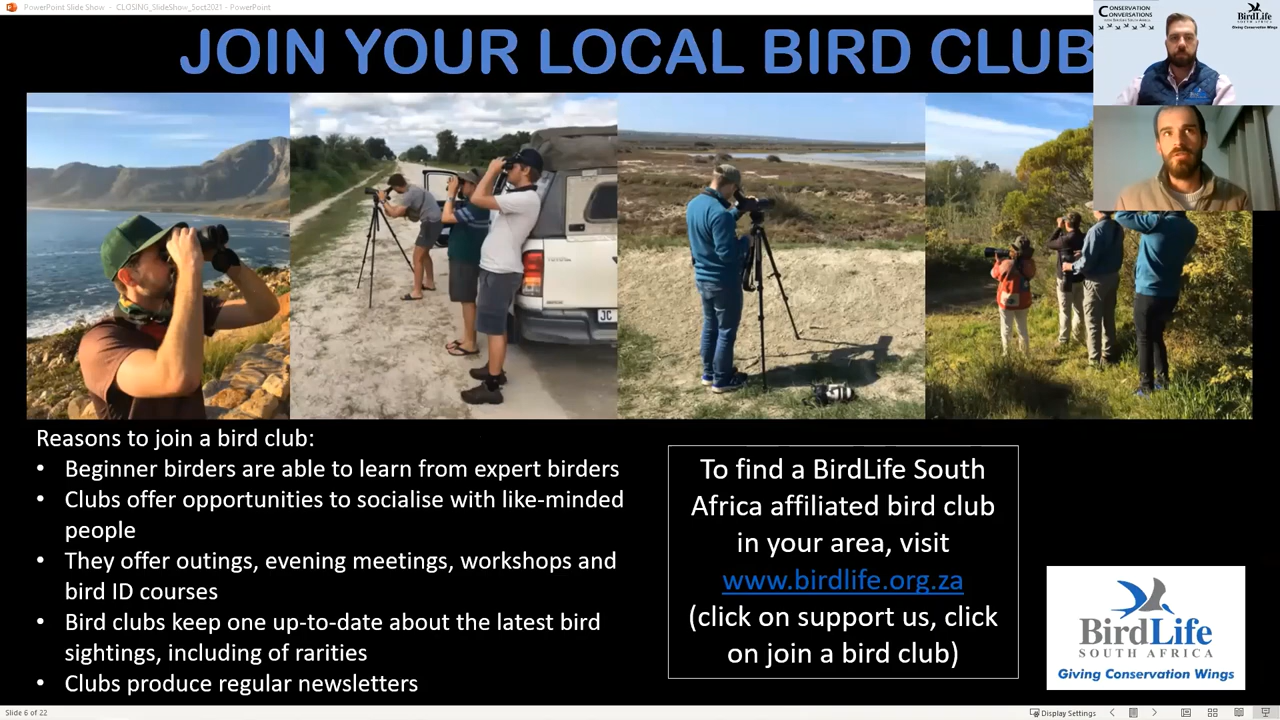 PowerPoint Slide Show - CLOSING_SlideShow_5oct2021 - PowerPoint
JOIN YOUR LOCAL BIRD CLUB
CONSERVATION
CONVERSATIONS
BirdLife
SOUTH AFRICA
Giving Conservation Wings
JC
Reasons to join a bird club:
• Beginner birders are able to learn from expert birders
• Clubs offer opportunities to socialise with like-minded
people
• They offer outings, evening meetings, workshops and
bird ID courses
• Bird clubs keep one up-to-date about the latest bird
sightings, including of rarities
• Clubs produce regular newsletters
To find a BirdLife South
Africa affiliated bird club
in your area, visit
www.birdlife.org.za
(click on support us, click
on join a bird club)
BirdLife
SOUTH AFRICA
Giving Conservation Wings
Slide 6 of 22
Display Settings